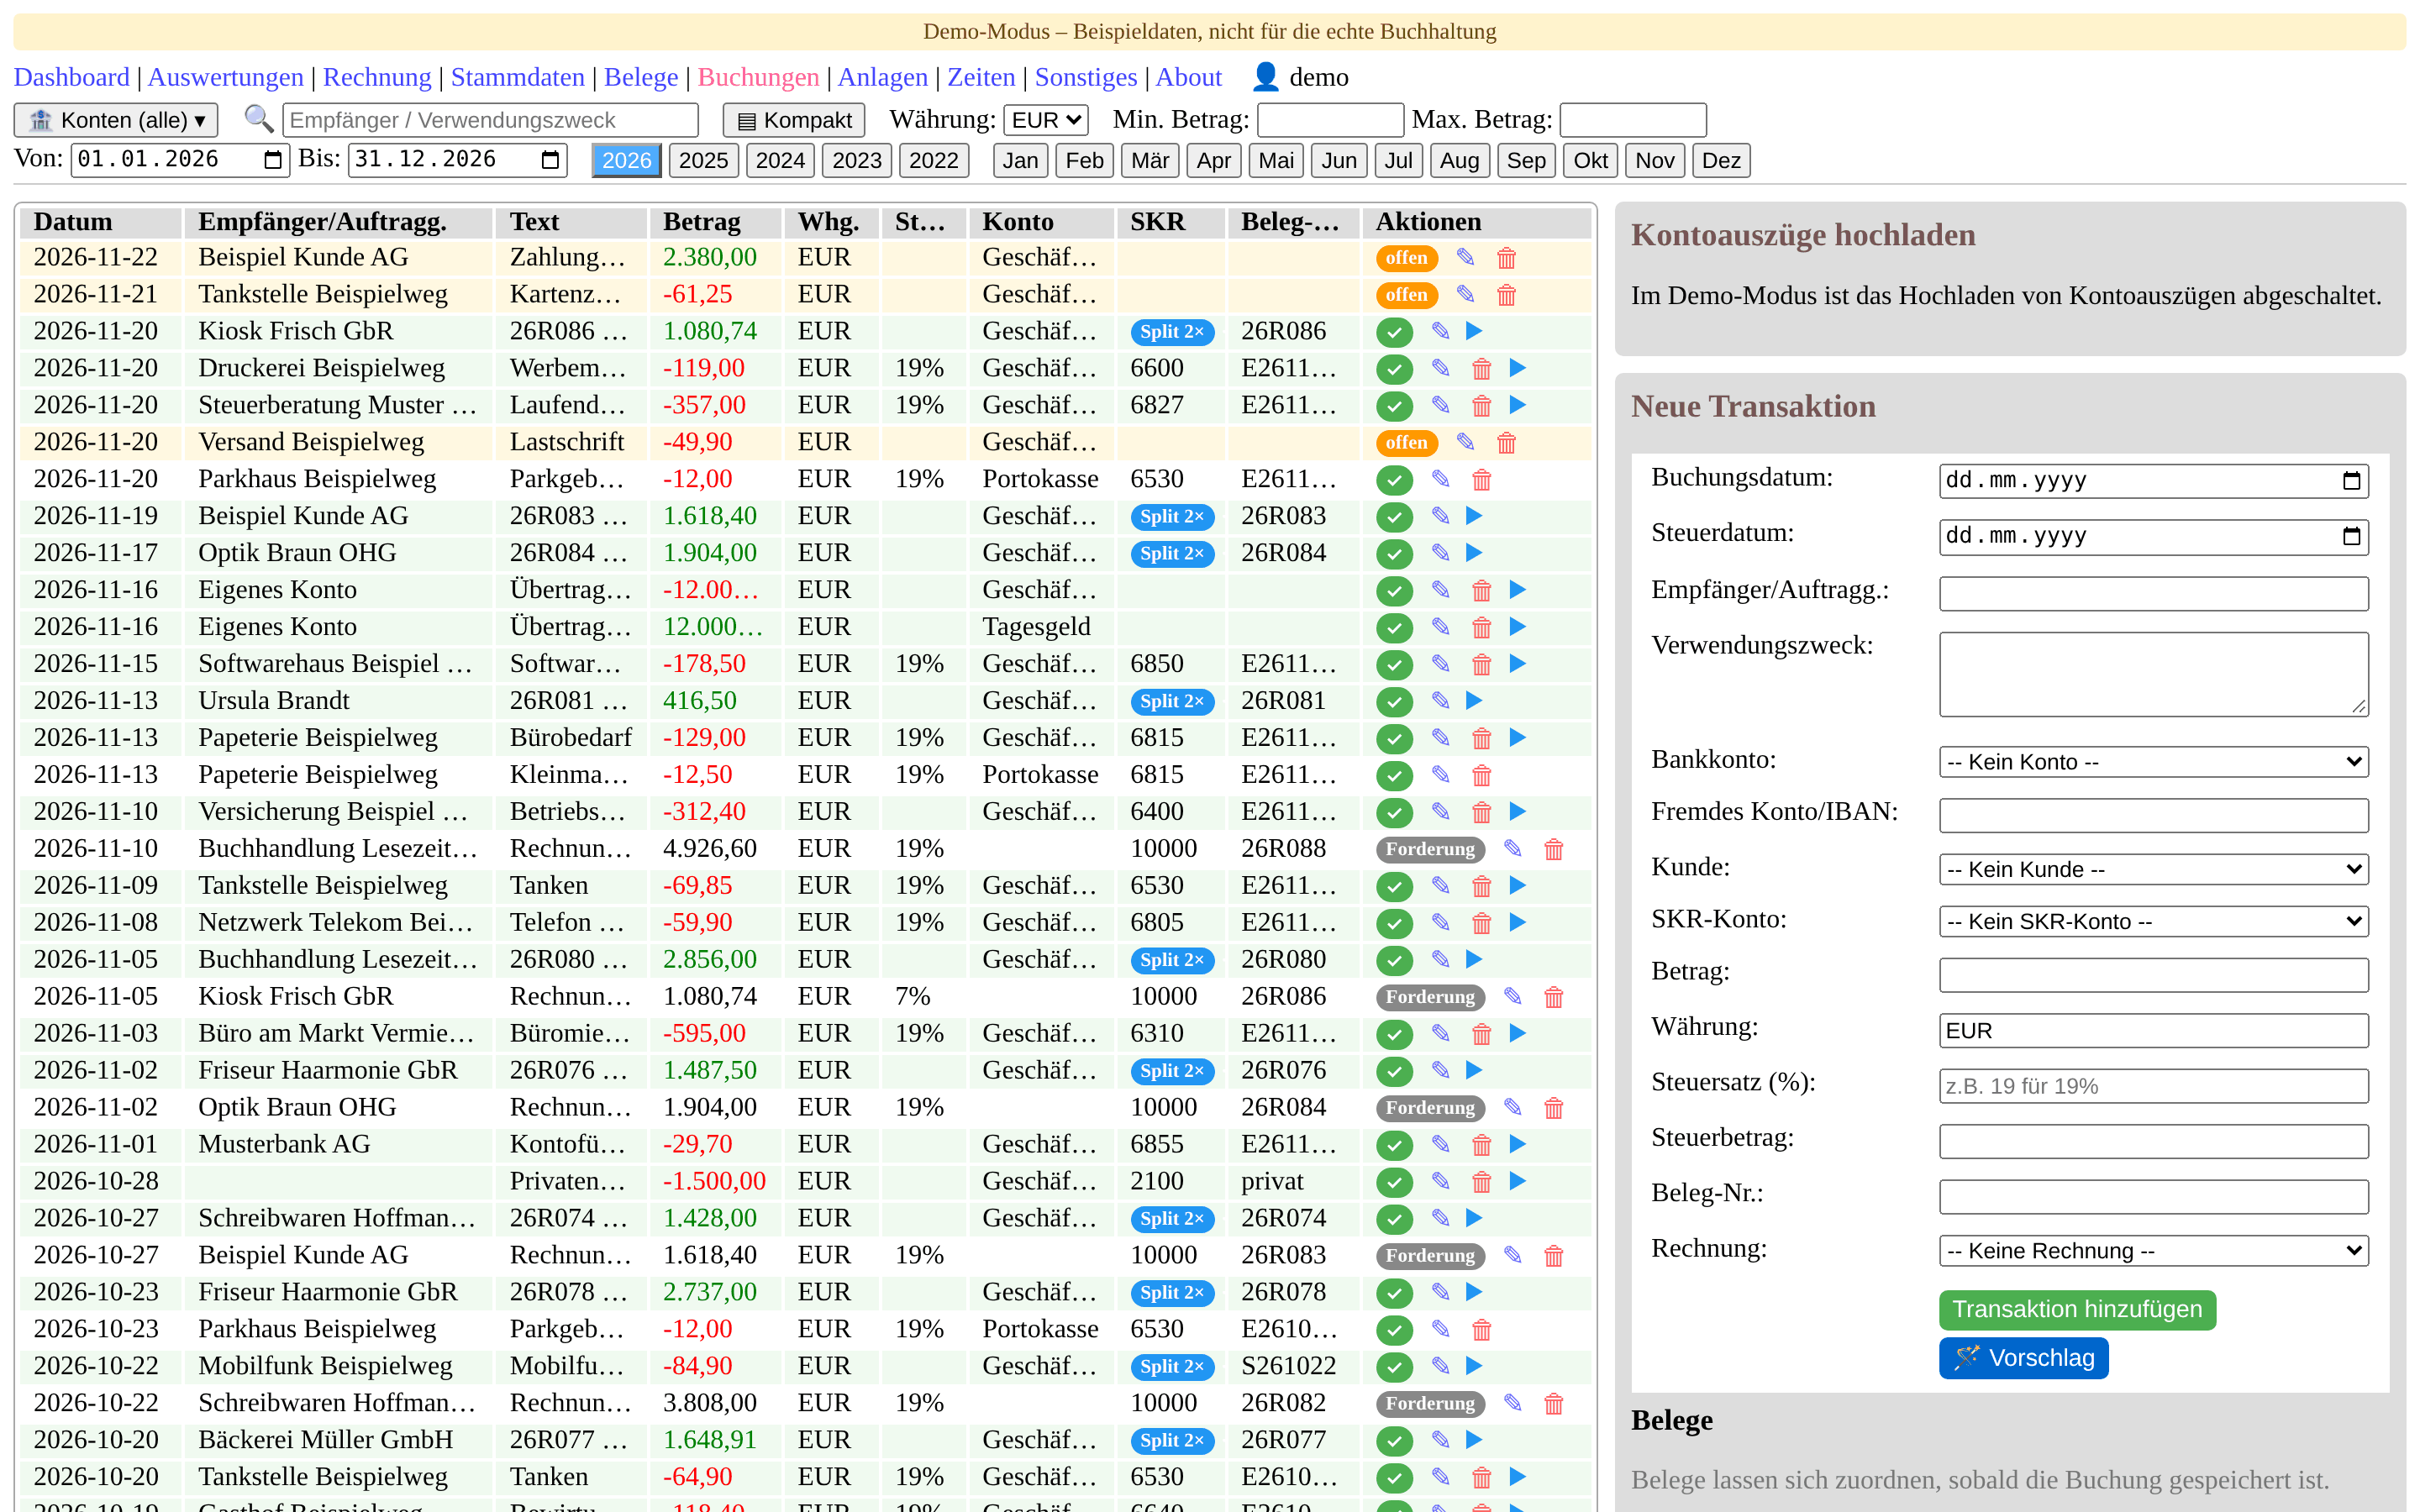 Demo-Modus – Beispieldaten, nicht für die echte Buchhaltung
Dashboard | Auswertungen | Rechnung | Stammdaten | Belege | Buchungen | Anlagen | Zeiten | Sonstiges | About 👤 demo
🏦 Konten (alle) ▾ 🔍 Empfänger / Verwendungszweck ▤ Kompakt Währung: EUR Min. Betrag: Max. Betrag:
Von: 01.01.2026 Bis: 31.12.2026 2026 2025 2024 2023 2022 Jan Feb Mär Apr Mai Jun Jul Aug Sep Okt Nov Dez
Datum Empfänger/Auftragg. Text Betrag Whg. St… Konto SKR Beleg-… Aktionen
2026-11-22 Beispiel Kunde AG Zahlung… 2.380,00 EUR Geschäf… offen
2026-11-21 Tankstelle Beispielweg Kartenz… -61,25 EUR Geschäf… offen
2026-11-20 Kiosk Frisch GbR 26R086 … 1.080,74 EUR Geschäf… Split 2× 26R086
2026-11-20 Druckerei Beispielweg Werbem… -119,00 EUR 19% Geschäf… 6600 E2611…
2026-11-20 Steuerberatung Muster … Laufend… -357,00 EUR 19% Geschäf… 6827 E2611…
2026-11-20 Versand Beispielweg Lastschrift -49,90 EUR Geschäf… offen
2026-11-20 Parkhaus Beispielweg Parkgeb… -12,00 EUR 19% Portokasse 6530 E2611…
2026-11-19 Beispiel Kunde AG 26R083 … 1.618,40 EUR Geschäf… Split 2× 26R083
2026-11-17 Optik Braun OHG 26R084 … 1.904,00 EUR Geschäf… Split 2× 26R084
2026-11-16 Eigenes Konto Übertrag… -12.00… EUR Geschäf…
2026-11-16 Eigenes Konto Übertrag… 12.000… EUR Tagesgeld
2026-11-15 Softwarehaus Beispiel … Softwar… -178,50 EUR 19% Geschäf… 6850 E2611…
2026-11-13 Ursula Brandt 26R081 … 416,50 EUR Geschäf… Split 2× 26R081
2026-11-13 Papeterie Beispielweg Bürobedarf -129,00 EUR 19% Geschäf… 6815 E2611…
2026-11-13 Papeterie Beispielweg Kleinma… -12,50 EUR 19% Portokasse 6815 E2611…
2026-11-10 Versicherung Beispiel … Betriebs… -312,40 EUR Geschäf… 6400 E2611…
2026-11-10 Buchhandlung Lesezeit… Rechnun… 4.926,60 EUR 19% 10000 26R088 Forderung
2026-11-09 Tankstelle Beispielweg Tanken -69,85 EUR 19% Geschäf… 6530 E2611…
2026-11-08 Netzwerk Telekom Bei… Telefon … -59,90 EUR 19% Geschäf… 6805 E2611…
2026-11-05 Buchhandlung Lesezeit… 26R080 … 2.856,00 EUR Geschäf… Split 2× 26R080
2026-11-05 Kiosk Frisch GbR Rechnun… 1.080,74 EUR 7% 10000 26R086 Forderung
2026-11-03 Büro am Markt Vermie… Büromie… -595,00 EUR 19% Geschäf… 6310 E2611…
2026-11-02 Friseur Haarmonie GbR 26R076 … 1.487,50 EUR Geschäf… Split 2× 26R076
2026-11-02 Optik Braun OHG Rechnun… 1.904,00 EUR 19% 10000 26R084 Forderung
2026-11-01 Musterbank AG Kontofü… -29,70 EUR Geschäf… 6855 E2611…
2026-10-28 Privaten… -1.500,00 EUR Geschäf… 2100 privat
2026-10-27 Schreibwaren Hoffman… 26R074 … 1.428,00 EUR Geschäf… Split 2× 26R074
2026-10-27 Beispiel Kunde AG Rechnun… 1.618,40 EUR 19% 10000 26R083 Forderung
2026-10-23 Friseur Haarmonie GbR 26R078 … 2.737,00 EUR Geschäf… Split 2× 26R078
2026-10-23 Parkhaus Beispielweg Parkgeb… -12,00 EUR 19% Portokasse 6530 E2610…
2026-10-22 Mobilfunk Beispielweg Mobilfu… -84,90 EUR Geschäf… Split 2× S261022
2026-10-22 Schreibwaren Hoffman… Rechnun… 3.808,00 EUR 19% 10000 26R082 Forderung
2026-10-20 Bäckerei Müller GmbH 26R077 … 1.648,91 EUR Geschäf… Split 2× 26R077
2026-10-20 Tankstelle Beispielweg Tanken -64,90 EUR 19% Geschäf… 6530 E2610…
2026-10-19 Gasthof Beispielweg Bewirtu… -118,40 EUR 19% Geschäf… 6640 E2610…
Kontoauszüge hochladen
Im Demo-Modus ist das Hochladen von Kontoauszügen abgeschaltet.
Neue Transaktion
Buchungsdatum: dd.mm.yyyy
Steuerdatum: dd.mm.yyyy
Empfänger/Auftragg.:
Verwendungszweck:
Bankkonto: -- Kein Konto --
Fremdes Konto/IBAN:
Kunde: -- Kein Kunde --
SKR-Konto: -- Kein SKR-Konto --
Betrag:
Währung: EUR
Steuersatz (%): z.B. 19 für 19%
Steuerbetrag:
Beleg-Nr.:
Rechnung: -- Keine Rechnung --
Transaktion hinzufügen
🪄 Vorschlag
Belege
Belege lassen sich zuordnen, sobald die Buchung gespeichert ist.